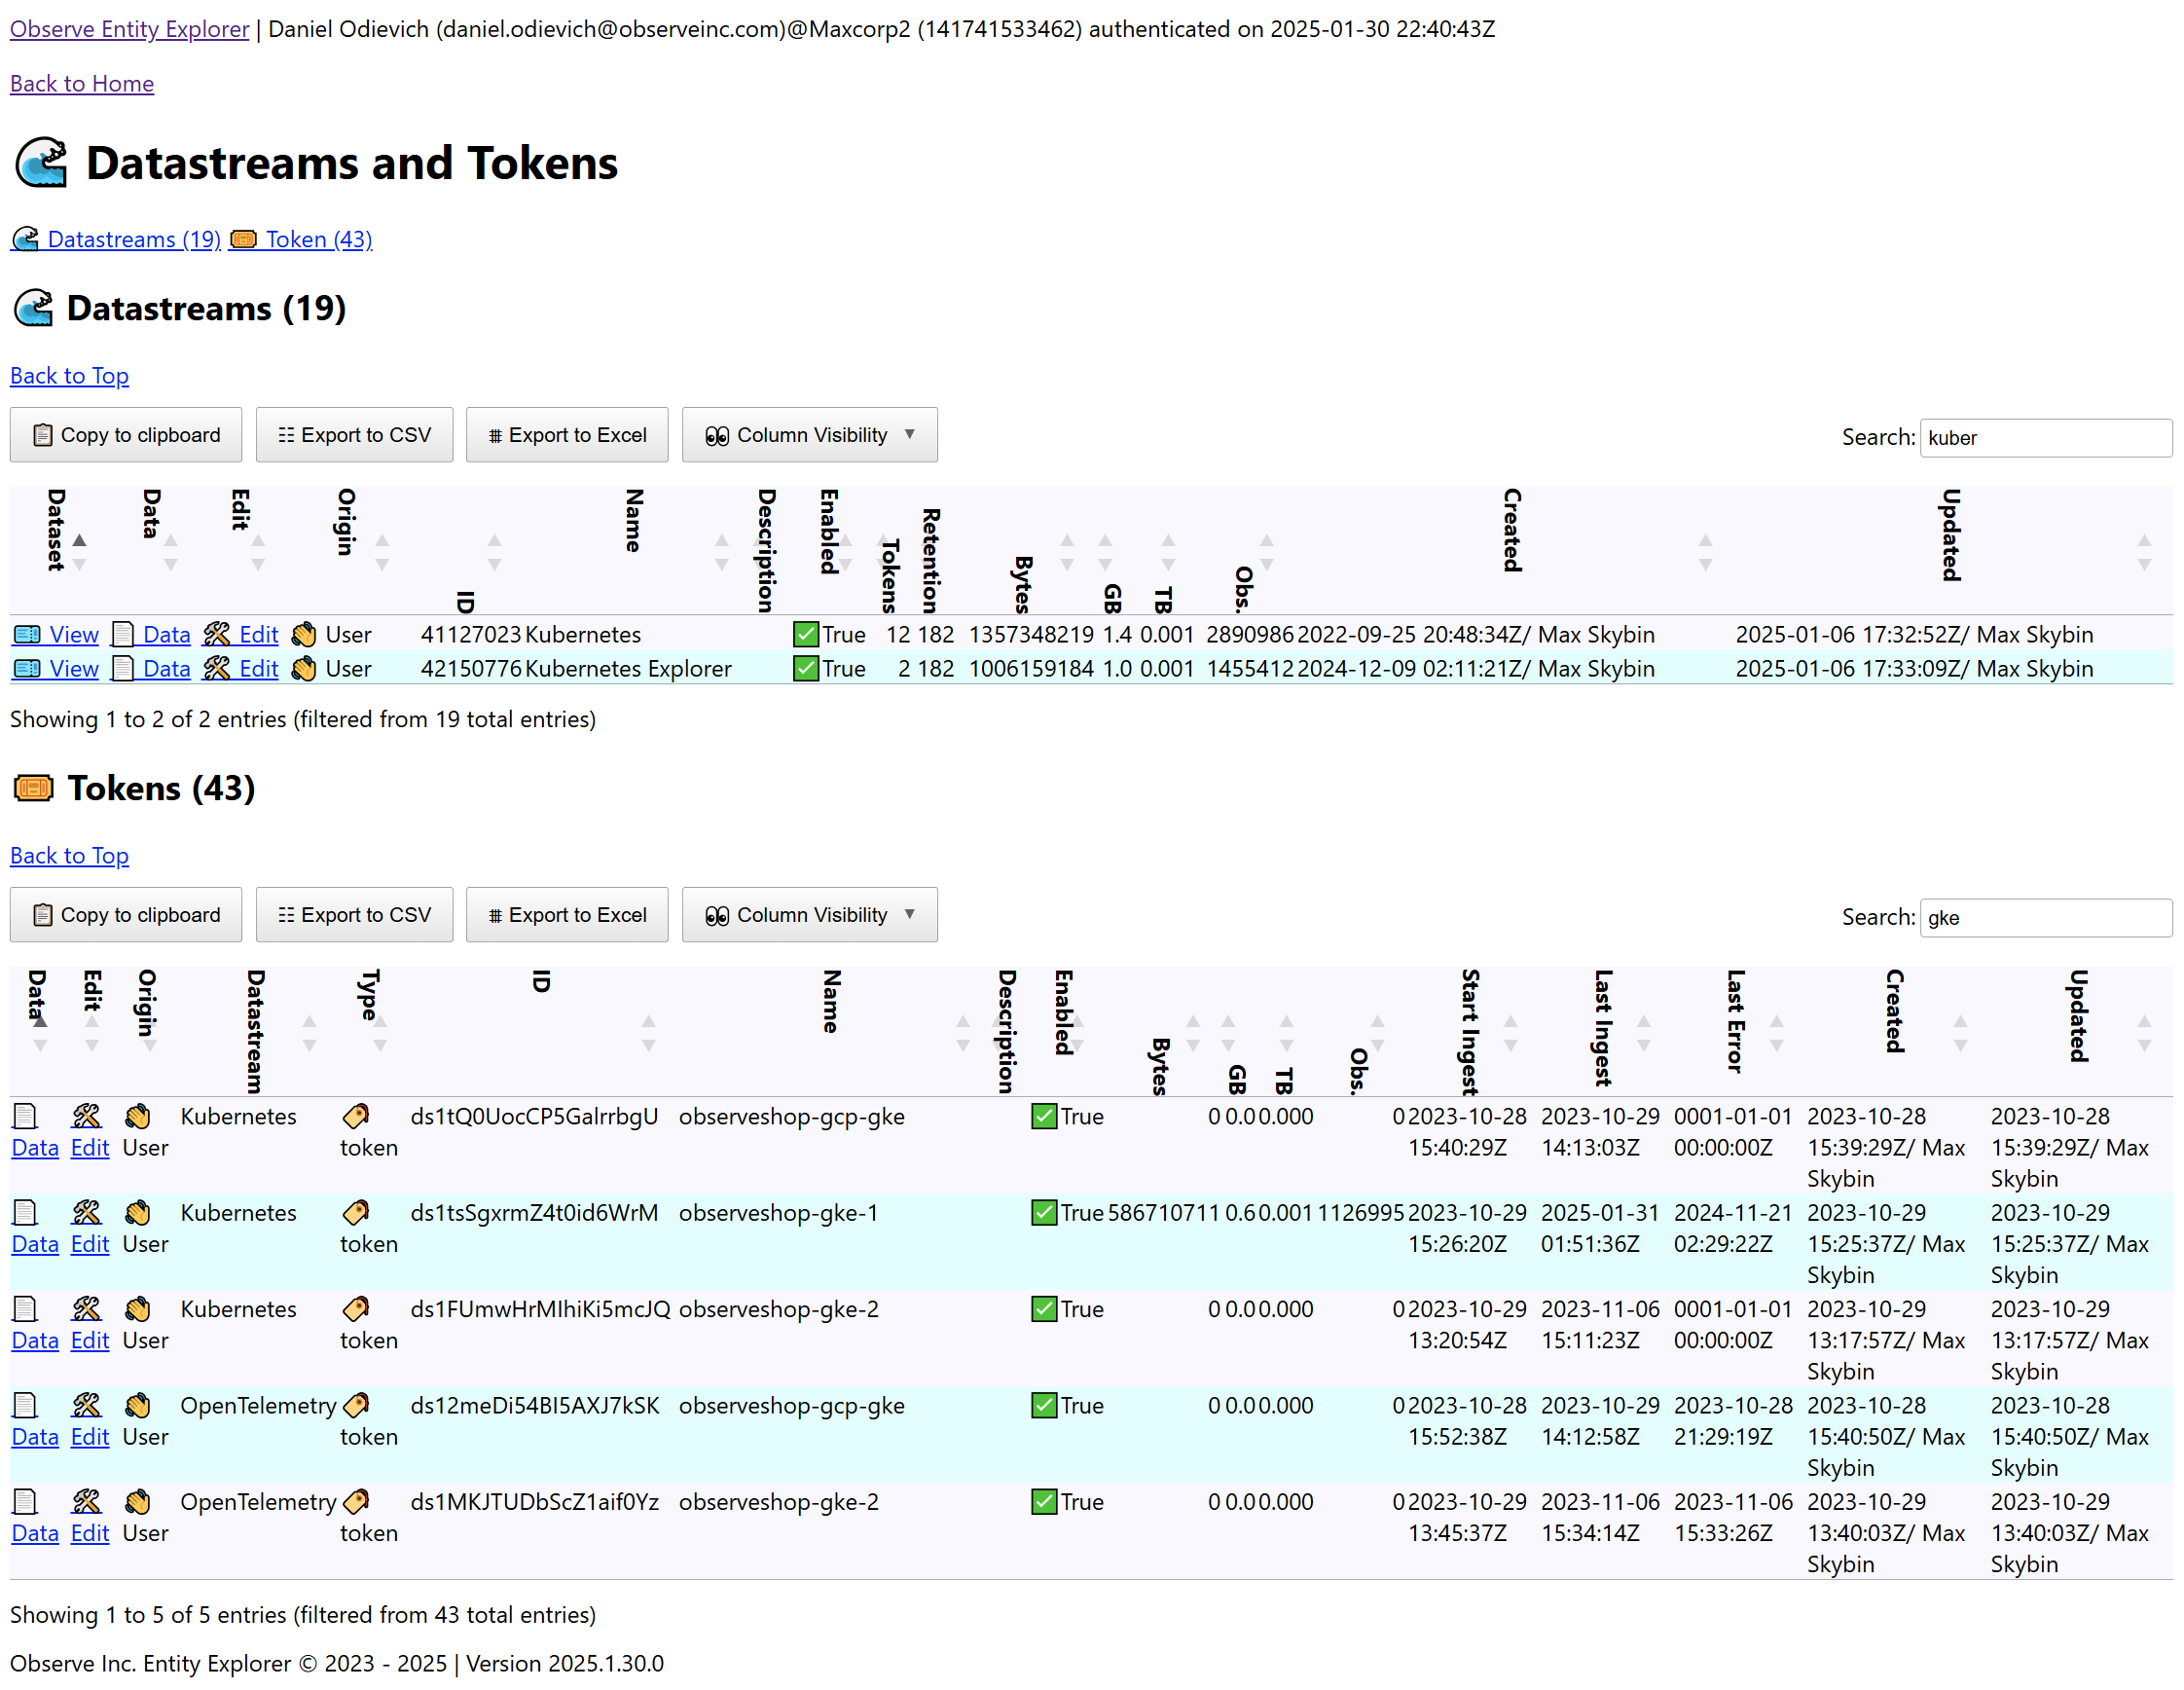 Observe Entity Explorer | Daniel Odievich (daniel.odievich@observeinc.com)@Maxcorp2 (141741533462) authenticated on 2025-01-30 22:40:43Z
Back to Home
Datastreams and Tokens
Datastreams (19) Token (43)
Datastreams (19)
Back to Top
Copy to clipboard Export to CSV Export to Excel Column Visibility ▼ Search: kuber
Dataset Data Edit Origin ID Name Description Enabled Tokens Retention Bytes GB TB Obs. Created Updated
View Data Edit User 41127023 Kubernetes True 12 182 1357348219 1.4 0.001 2890986 2022-09-25 20:48:34Z/ Max Skybin 2025-01-06 17:32:52Z/ Max Skybin
View Data Edit User 42150776 Kubernetes Explorer True 2 182 1006159184 1.0 0.001 1455412 2024-12-09 02:11:21Z/ Max Skybin 2025-01-06 17:33:09Z/ Max Skybin
Showing 1 to 2 of 2 entries (filtered from 19 total entries)
Tokens (43)
Back to Top
Copy to clipboard Export to CSV Export to Excel Column Visibility ▼ Search: gke
Data Edit Origin Datastream Type ID Name Description Enabled Bytes GB TB Obs. Start Ingest Last Ingest Last Error Created Updated
Kubernetes ds1tQ0UocCP5GalrrbgU observeshop-gcp-gke True 0 0.0 0.000 0 2023-10-28 2023-10-29 0001-01-01 2023-10-28 2023-10-28
Data Edit User token 15:40:29Z 14:13:03Z 00:00:00Z 15:39:29Z/ Max 15:39:29Z/ Max
Skybin Skybin
Kubernetes ds1tsSgxrmZ4t0id6WrM observeshop-gke-1 True 586710711 0.6 0.001 1126995 2023-10-29 2025-01-31 2024-11-21 2023-10-29 2023-10-29
Data Edit User token 15:26:20Z 01:51:36Z 02:29:22Z 15:25:37Z/ Max 15:25:37Z/ Max
Skybin Skybin
Kubernetes ds1FUmwHrMIhiKi5mcJQ observeshop-gke-2 True 0 0.0 0.000 0 2023-10-29 2023-11-06 0001-01-01 2023-10-29 2023-10-29
Data Edit User token 13:20:54Z 15:11:23Z 00:00:00Z 13:17:57Z/ Max 13:17:57Z/ Max
Skybin Skybin
OpenTelemetry ds12meDi54BI5AXJ7kSK observeshop-gcp-gke True 0 0.0 0.000 0 2023-10-28 2023-10-29 2023-10-28 2023-10-28 2023-10-28
Data Edit User token 15:52:38Z 14:12:58Z 21:29:19Z 15:40:50Z/ Max 15:40:50Z/ Max
Skybin Skybin
OpenTelemetry ds1MKJTUDbScZ1aif0Yz observeshop-gke-2 True 0 0.0 0.000 0 2023-10-29 2023-11-06 2023-11-06 2023-10-29 2023-10-29
Data Edit User token 13:45:37Z 15:34:14Z 15:33:26Z 13:40:03Z/ Max 13:40:03Z/ Max
Skybin Skybin
Showing 1 to 5 of 5 entries (filtered from 43 total entries)
Observe Inc. Entity Explorer © 2023 - 2025 | Version 2025.1.30.0